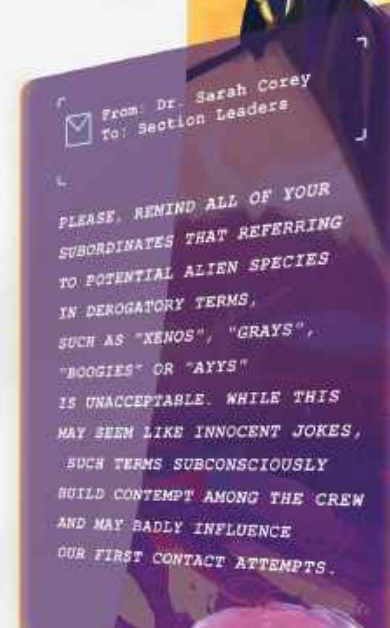 From: Dr. Sarah Corey
To: Section Leaders
PLEASE, REMIND ALL OF YOUR
SUBORDINATES THAT REFERRING
TO POTENTIAL ALIEN SPECIES
IN DEROGATORY TERMS,
SUCH AS "XENOS", "GRAYS",
"BOOGIES" OR "AYYS"
IS UNACCEPTABLE. WHILE THIS
MAY SEEM LIKE INNOCENT JOKES,
SUCH TERMS SUBCONSCIOUSLY
BUILD CONTEMPT AMONG THE CREW
AND MAY BADLY INFLUENCE
OUR FIRST CONTACT ATTEMPTS.